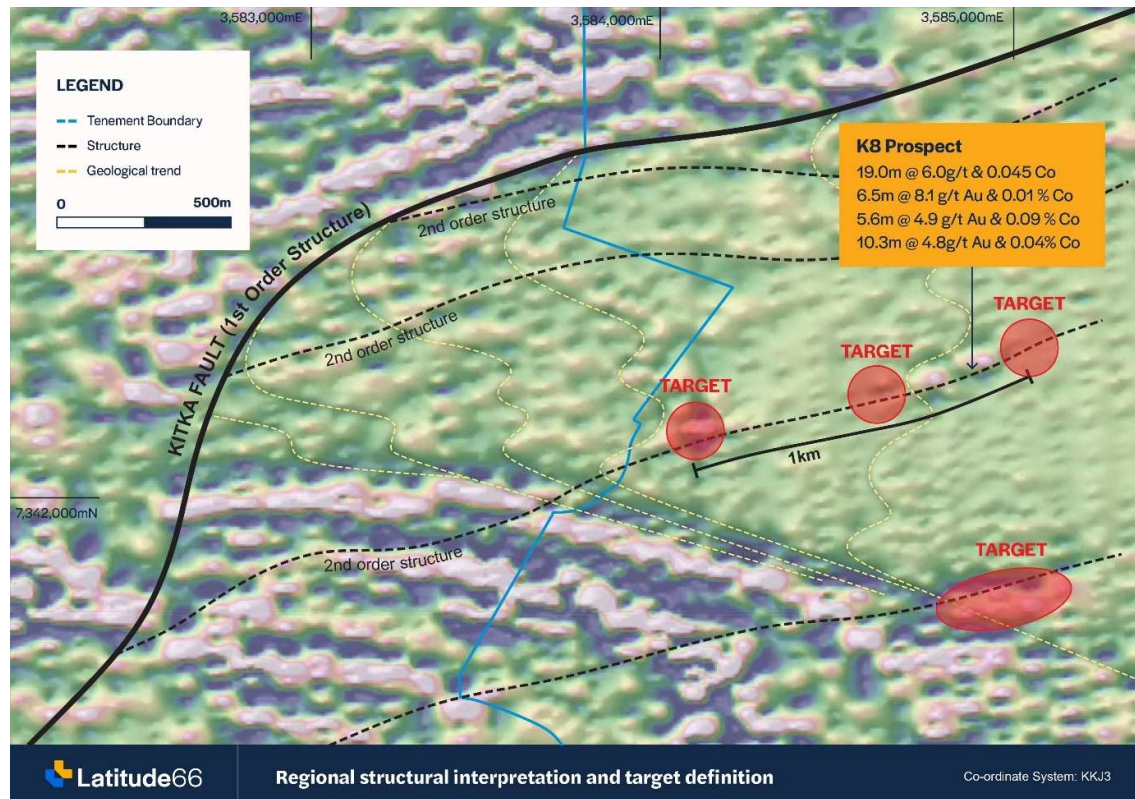 3,583,000mE
3,584,000mE
3,585,000mE
LEGEND
Tenement Boundary
Structure
Geological trend
0 500m
K8 Prospect
19.0m @ 6.0g/t & 0.045 Co
6.5m @ 8.1 g/t Au & 0.01 % Co
5.6m @ 4.9 g/t Au & 0.09 % Co
10.3m @ 4.8g/t Au & 0.04% Co
KITKA FAULT (1st Order Structure)
2nd order structure
2nd order structure
TARGET
TARGET
TARGET
1km
7,342,000mN
2nd order structure
TARGET
Latitude66
Regional structural interpretation and target definition
Co-ordinate System: KKJ3